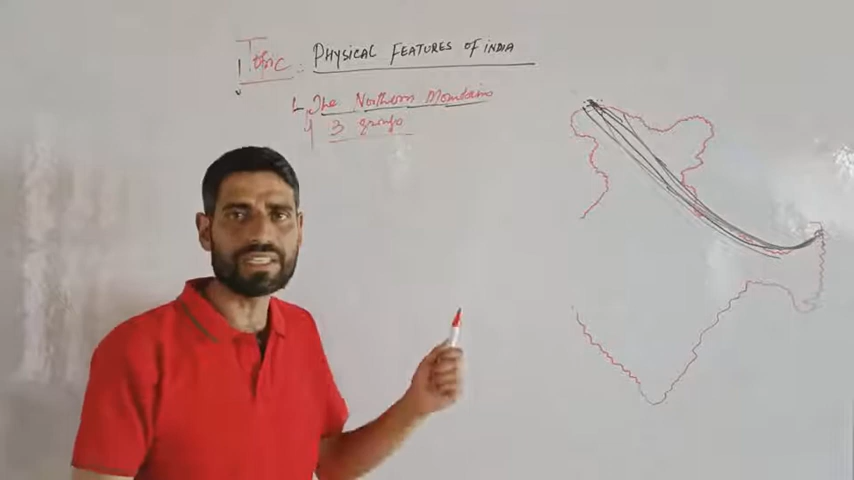 Topic : PHYSICAL FEATURES OF INDIA
The Northern Mountains
3 groups